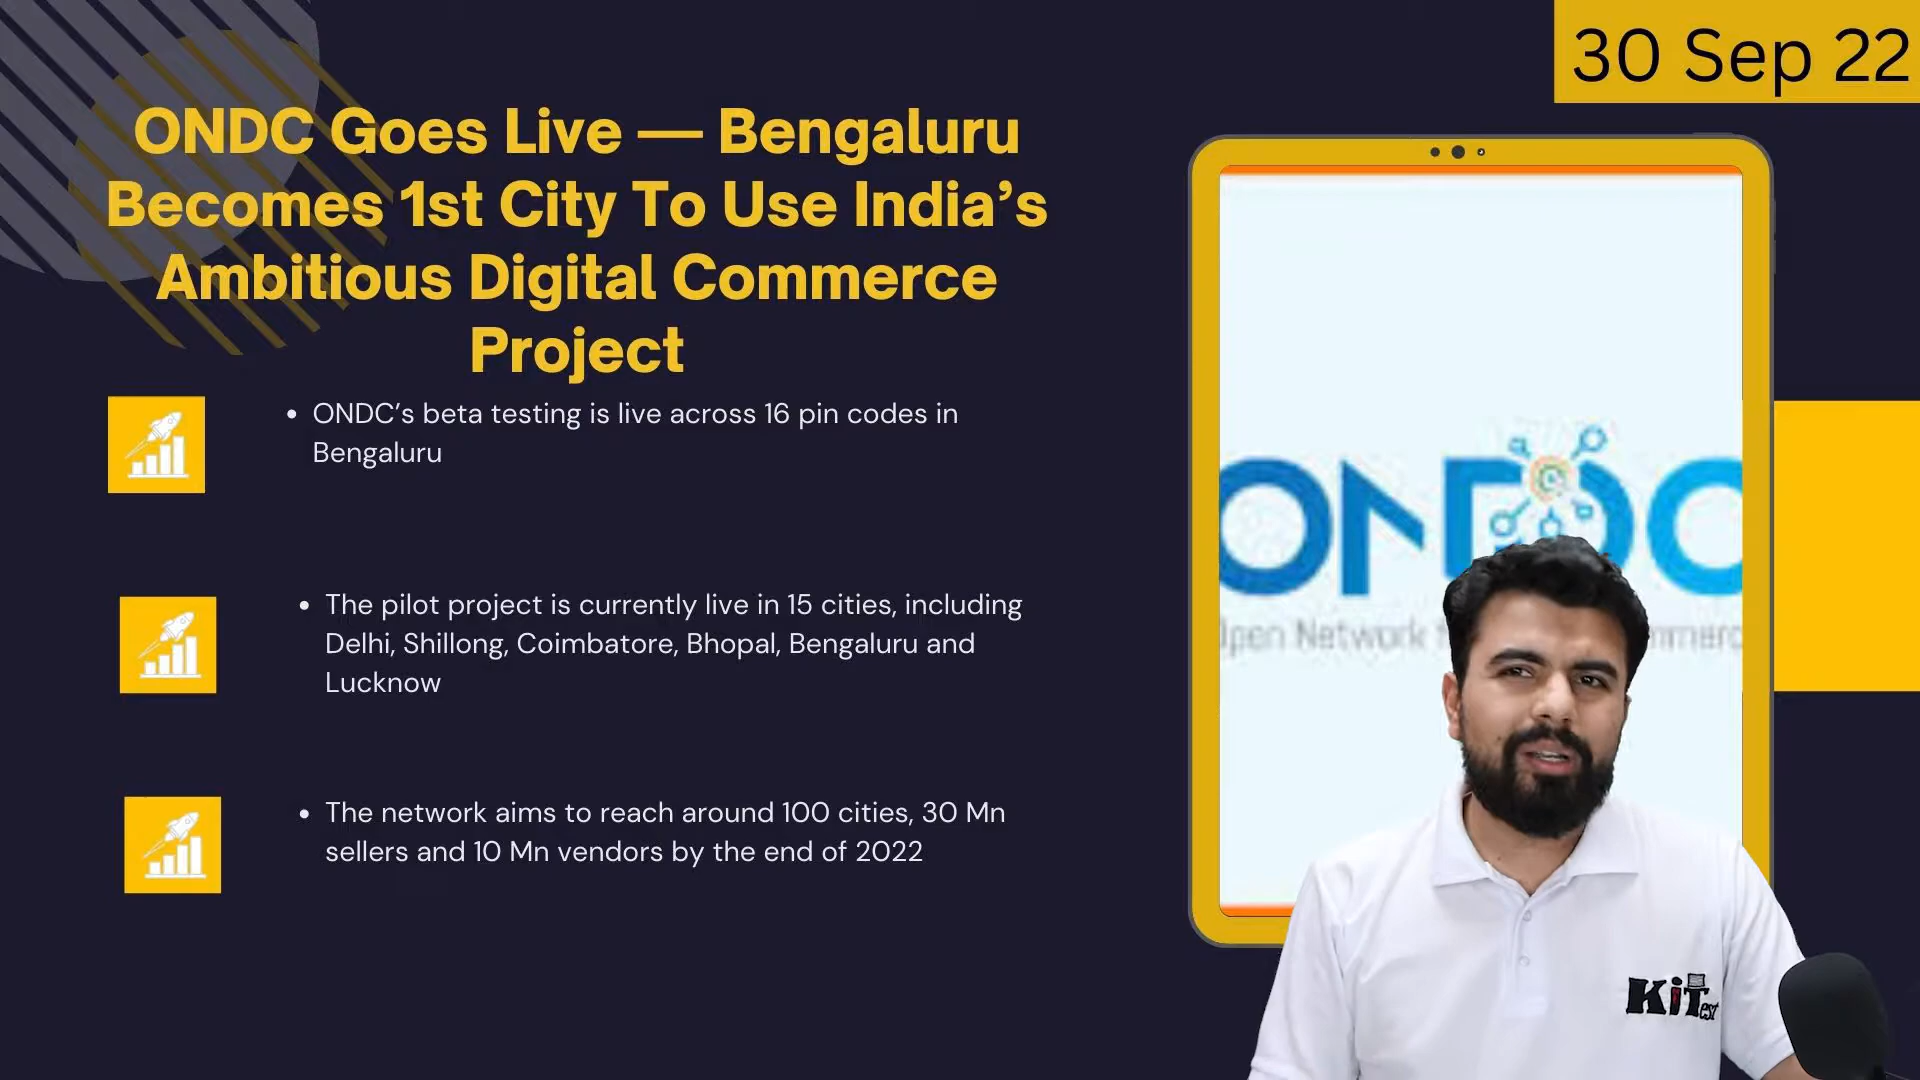 30 Sep 22
ONDC Goes Live — Bengaluru
Becomes 1st City To Use India’s
Ambitious Digital Commerce
Project
• ONDC’s beta testing is live across 16 pin codes in
Bengaluru
• The pilot project is currently live in 15 cities, including
Delhi, Shillong, Coimbatore, Bhopal, Bengaluru and
Lucknow
• The network aims to reach around 100 cities, 30 Mn
sellers and 10 Mn vendors by the end of 2022
ONDC
Open Network
KiTest